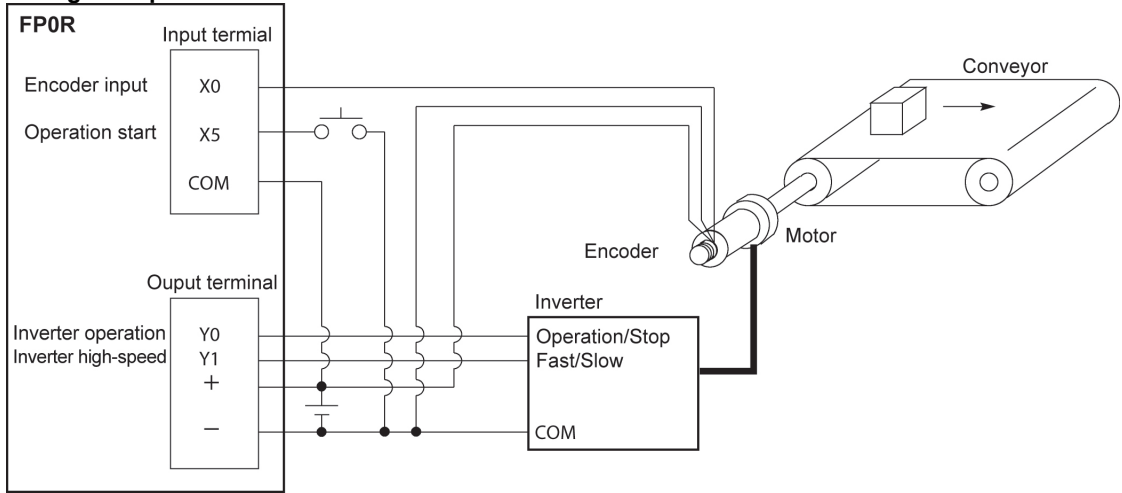 FP0R
Input termial
Encoder input
X0
Operation start
X5
COM
Conveyor
Motor
Encoder
Ouput terminal
Inverter
Inverter operation
Y0
Operation/Stop
Inverter high-speed
Y1
Fast/Slow
+
−
COM